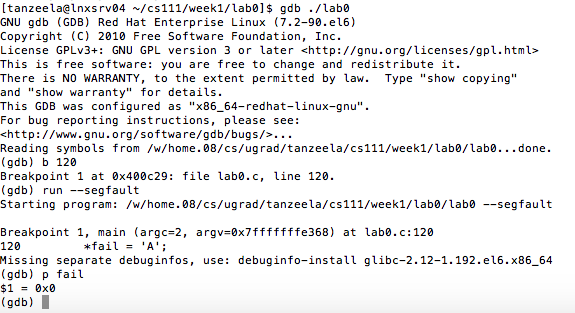 [tanzeela@lnxsrv04 ~/cs111/week1/lab0]$ gdb ./lab0
GNU gdb (GDB) Red Hat Enterprise Linux (7.2-90.el6)
Copyright (C) 2010 Free Software Foundation, Inc.
License GPLv3+: GNU GPL version 3 or later <http://gnu.org/licenses/gpl.html>
This is free software: you are free to change and redistribute it.
There is NO WARRANTY, to the extent permitted by law.  Type "show copying"
and "show warranty" for details.
This GDB was configured as "x86_64-redhat-linux-gnu".
For bug reporting instructions, please see:
<http://www.gnu.org/software/gdb/bugs/>...
Reading symbols from /w/home.08/cs/ugrad/tanzeela/cs111/week1/lab0/lab0...done.
(gdb) b 120
Breakpoint 1 at 0x400c29: file lab0.c, line 120.
(gdb) run --segfault
Starting program: /w/home.08/cs/ugrad/tanzeela/cs111/week1/lab0/lab0 --segfault

Breakpoint 1, main (argc=2, argv=0x7fffffffe368) at lab0.c:120
120         *fail = 'A';
Missing separate debuginfos, use: debuginfo-install glibc-2.12-1.192.el6.x86_64
(gdb) p fail
$1 = 0x0
(gdb)